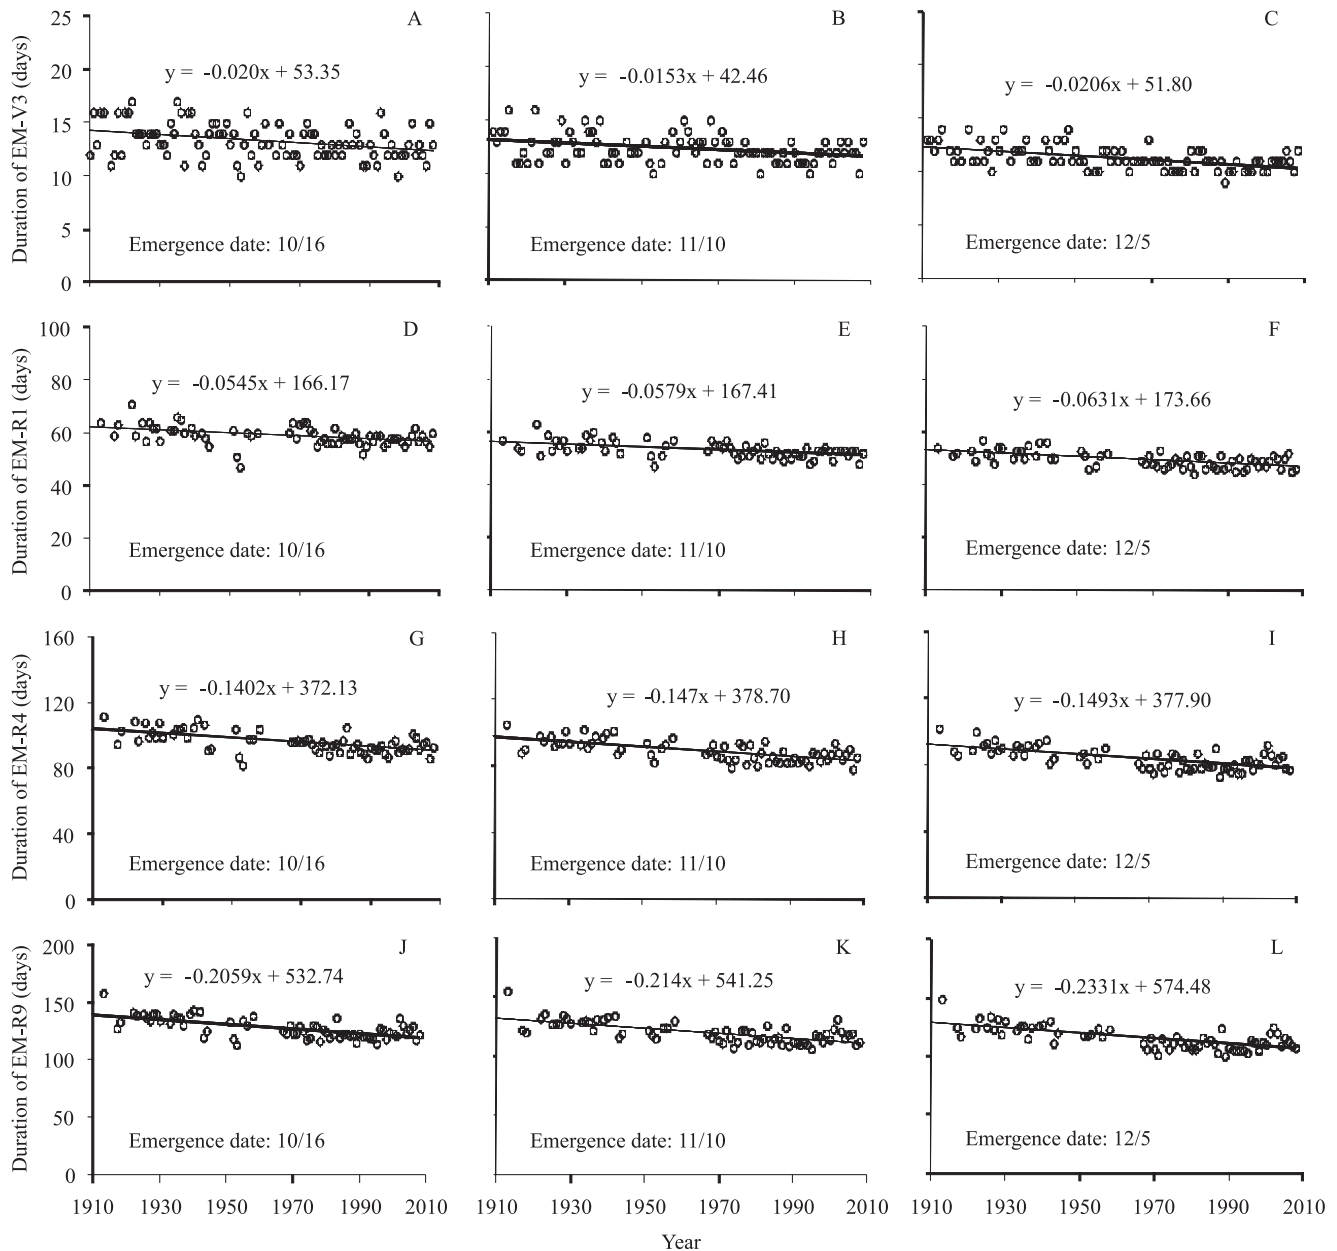 A
B
C
25
20
15
10
5
0
Duration of EM-V3 (days)
y = -0.020x + 53.35
y = -0.0153x + 42.46
y = -0.0206x + 51.80
Emergence date: 10/16
Emergence date: 11/10
Emergence date: 12/5
D
E
F
100
80
60
40
20
0
Duration of EM-R1 (days)
y = -0.0545x + 166.17
y = -0.0579x + 167.41
y = -0.0631x + 173.66
Emergence date: 10/16
Emergence date: 11/10
Emergence date: 12/5
G
H
I
160
120
80
40
0
Duration of EM-R4 (days)
y = -0.1402x + 372.13
y = -0.147x + 378.70
y = -0.1493x + 377.90
Emergence date: 10/16
Emergence date: 11/10
Emergence date: 12/5
J
K
L
200
150
100
50
0
Duration of EM-R9 (days)
y = -0.2059x + 532.74
y = -0.214x + 541.25
y = -0.2331x + 574.48
Emergence date: 10/16
Emergence date: 11/10
Emergence date: 12/5
1910 1930 1950 1970 1990 2010
1910 1930 1950 1970 1990 2010
1910 1930 1950 1970 1990 2010
Year